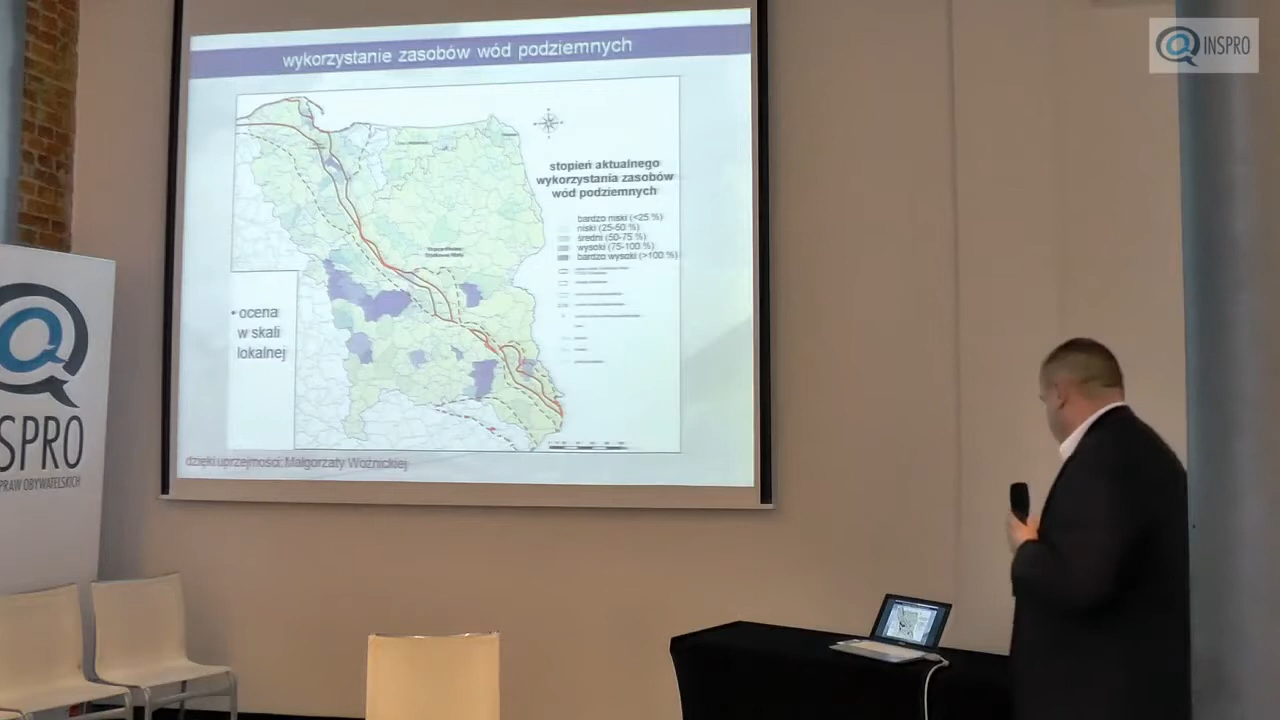 INSPRO
wykorzystanie zasobów wód podziemnych
stopień aktualnego
wykorzystania zasobów
wód podziemnych
bardzo niski (<25 %)
niski (25-50 %)
średni (50-75 %)
wysoki (75-100 %)
bardzo wysoki (>100 %)
• ocena
w skali
lokalnej
dzięki uprzejmości: Małgorzaty Woźnickiej
SPRO
PRAW OBYWATELSKICH